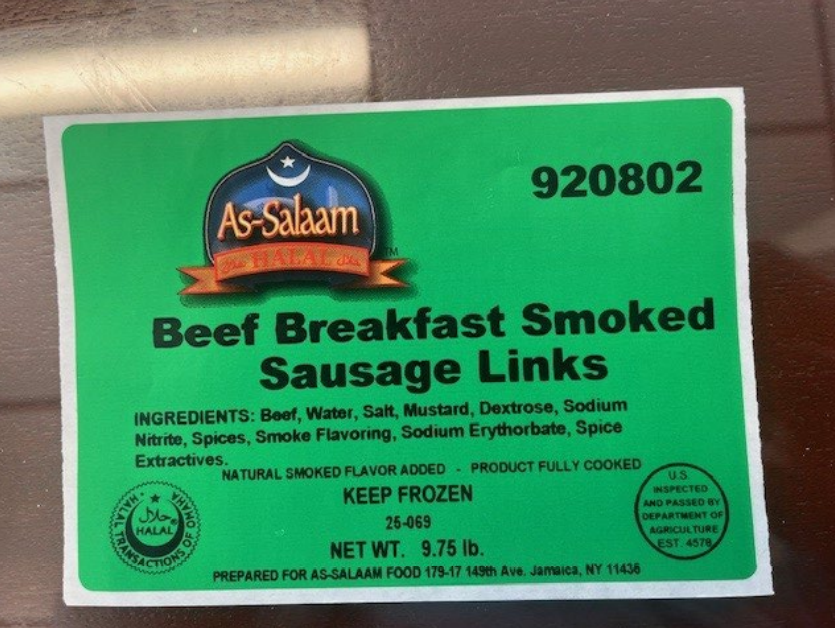 920802
As-Salaam
TM
حلال HALAL حلال
Beef Breakfast Smoked
Sausage Links
INGREDIENTS: Beef, Water, Salt, Mustard, Dextrose, Sodium
Nitrite, Spices, Smoke Flavoring, Sodium Erythorbate, Spice
Extractives.
NATURAL SMOKED FLAVOR ADDED - PRODUCT FULLY COOKED
KEEP FROZEN
25-069
NET WT. 9.75 lb.
PREPARED FOR AS-SALAAM FOOD 179-17 149th Ave. Jamaica, NY 11436
HALAL TRANSACTIONS OF OMAHA
حلال
HALAL
U.S.
INSPECTED
AND PASSED BY
DEPARTMENT OF
AGRICULTURE
EST. 4578